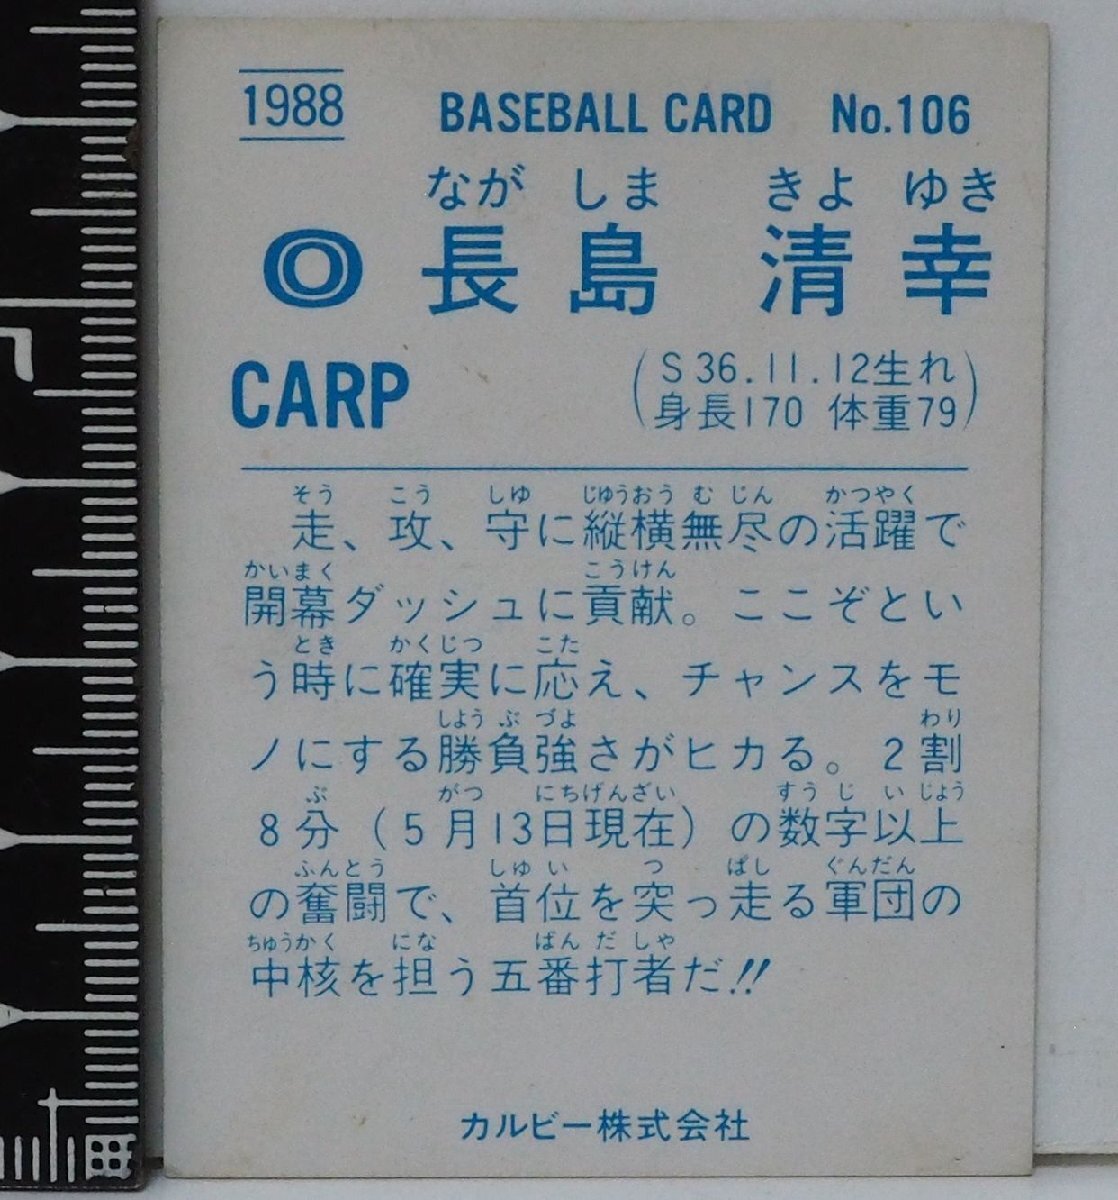 1988 BASEBALL CARD No.106
なが しま きよ ゆき
0 長島 清幸
CARP
(S36.11.12生れ
身長170 体重79)
そう こう しゆ じゅうおう む じん かつやく
走、攻、守に縦横無尽の活躍で
かいまく こうけん
開幕ダッシュに貢献。ここぞとい
とき かくじつ こた
う時に確実に応え、チャンスをモ
しよう ぶ づよ わり
ノにする勝負強さがヒカる。2割
ぶ がつ にちげんざい すう じ い じょう
8分(5月13日現在)の数字以上
ふんとう しゅ い つ ぱし ぐんだん
の奮闘で、首位を突っ走る軍団の
ちゅうかく にな ばん だ しゃ
中核を担う五番打者だ!!
カルビー株式会社